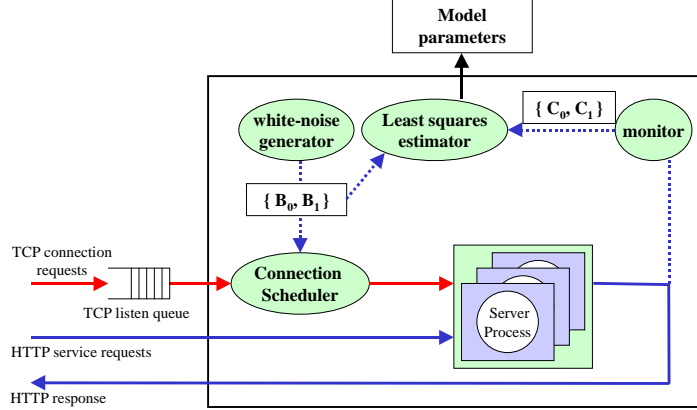 Model
parameters
{ C₀, C₁ }
white-noise
generator
Least squares
estimator
monitor
{ B₀, B₁ }
TCP connection
requests
Connection
Scheduler
TCP listen queue
Server
Process
HTTP service requests
HTTP response